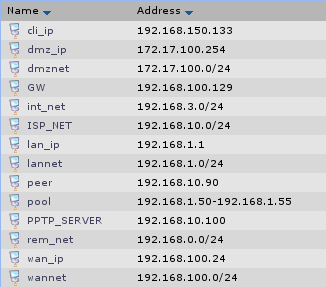 Name Address
cli_ip 192.168.150.133
dmz_ip 172.17.100.254
dmznet 172.17.100.0/24
GW 192.168.100.129
int_net 192.168.3.0/24
ISP_NET 192.168.10.0/24
lan_ip 192.168.1.1
lannet 192.168.1.0/24
peer 192.168.10.90
pool 192.168.1.50-192.168.1.55
PPTP_SERVER 192.168.10.100
rem_net 192.168.0.0/24
wan_ip 192.168.100.24
wannet 192.168.100.0/24